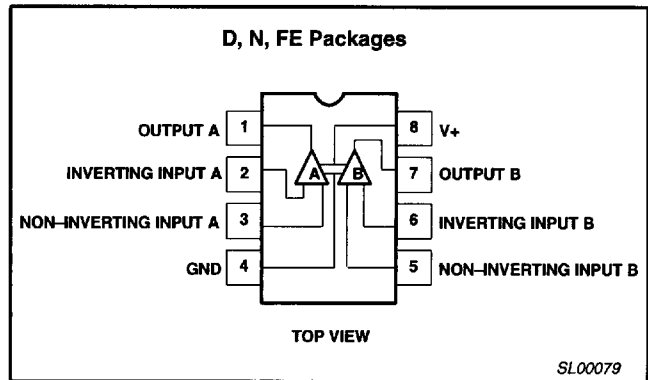 D, N, FE Packages
OUTPUT A 1
8 V+
INVERTING INPUT A 2
A B
7 OUTPUT B
NON–INVERTING INPUT A 3
6 INVERTING INPUT B
GND 4
5 NON–INVERTING INPUT B
TOP VIEW
SL00079